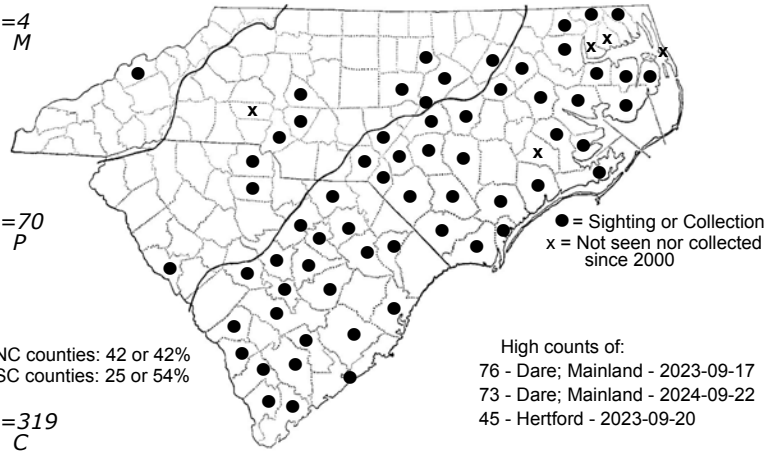 =4
M
=70
P
● = Sighting or Collection
x = Not seen nor collected
since 2000
NC counties: 42 or 42%
SC counties: 25 or 54%
=319
C
High counts of:
76 - Dare; Mainland - 2023-09-17
73 - Dare; Mainland - 2024-09-22
45 - Hertford - 2023-09-20
x
x
x
x
x